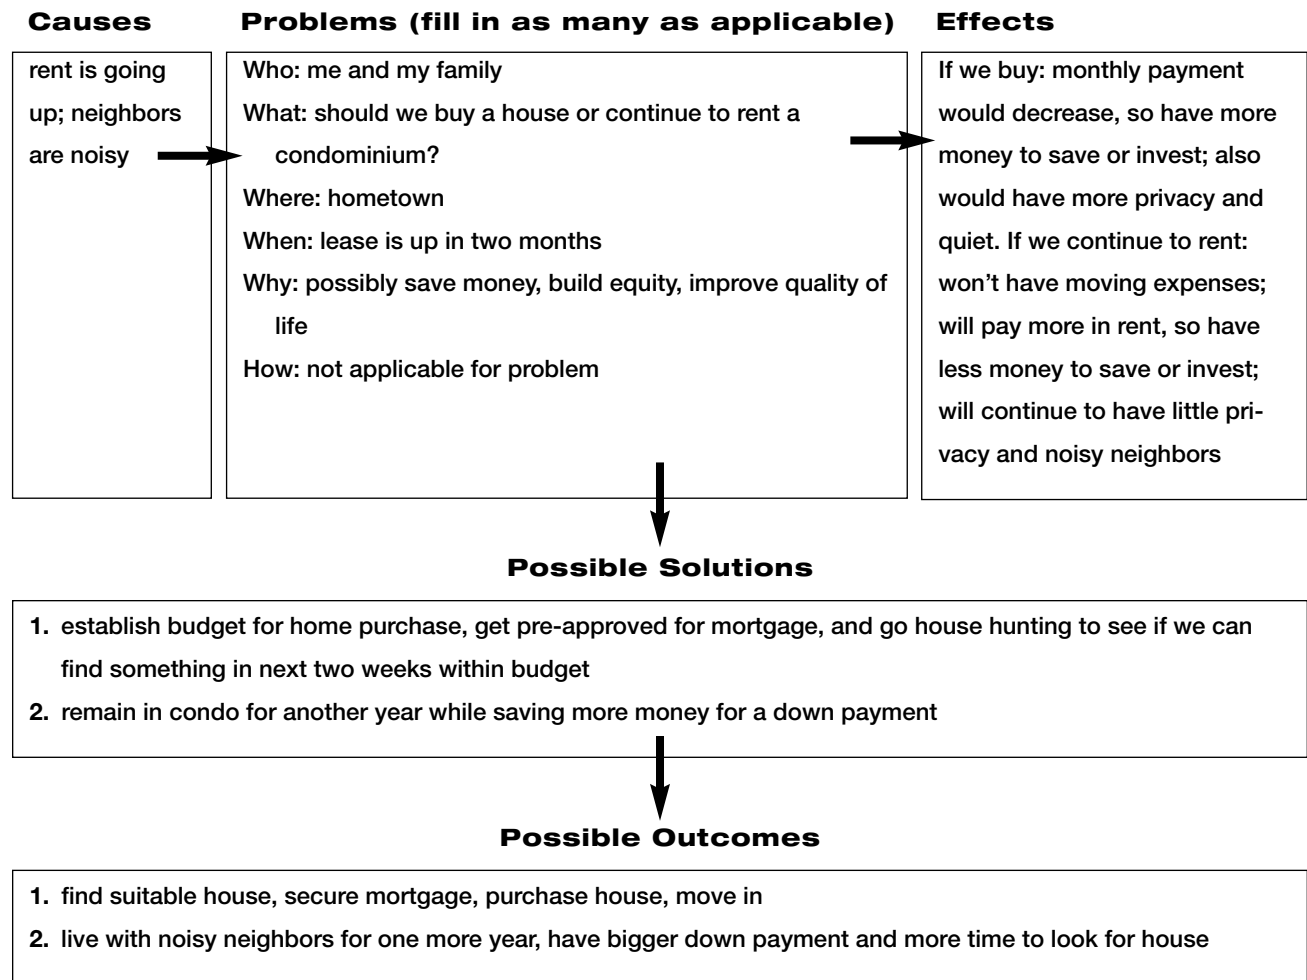 Causes
Problems (fill in as many as applicable)
Effects
rent is going
up; neighbors
are noisy
Who: me and my family
What: should we buy a house or continue to rent a
condominium?
Where: hometown
When: lease is up in two months
Why: possibly save money, build equity, improve quality of
life
How: not applicable for problem
If we buy: monthly payment
would decrease, so have more
money to save or invest; also
would have more privacy and
quiet. If we continue to rent:
won’t have moving expenses;
will pay more in rent, so have
less money to save or invest;
will continue to have little pri-
vacy and noisy neighbors
Possible Solutions
1. establish budget for home purchase, get pre-approved for mortgage, and go house hunting to see if we can
find something in next two weeks within budget
2. remain in condo for another year while saving more money for a down payment
Possible Outcomes
1. find suitable house, secure mortgage, purchase house, move in
2. live with noisy neighbors for one more year, have bigger down payment and more time to look for house